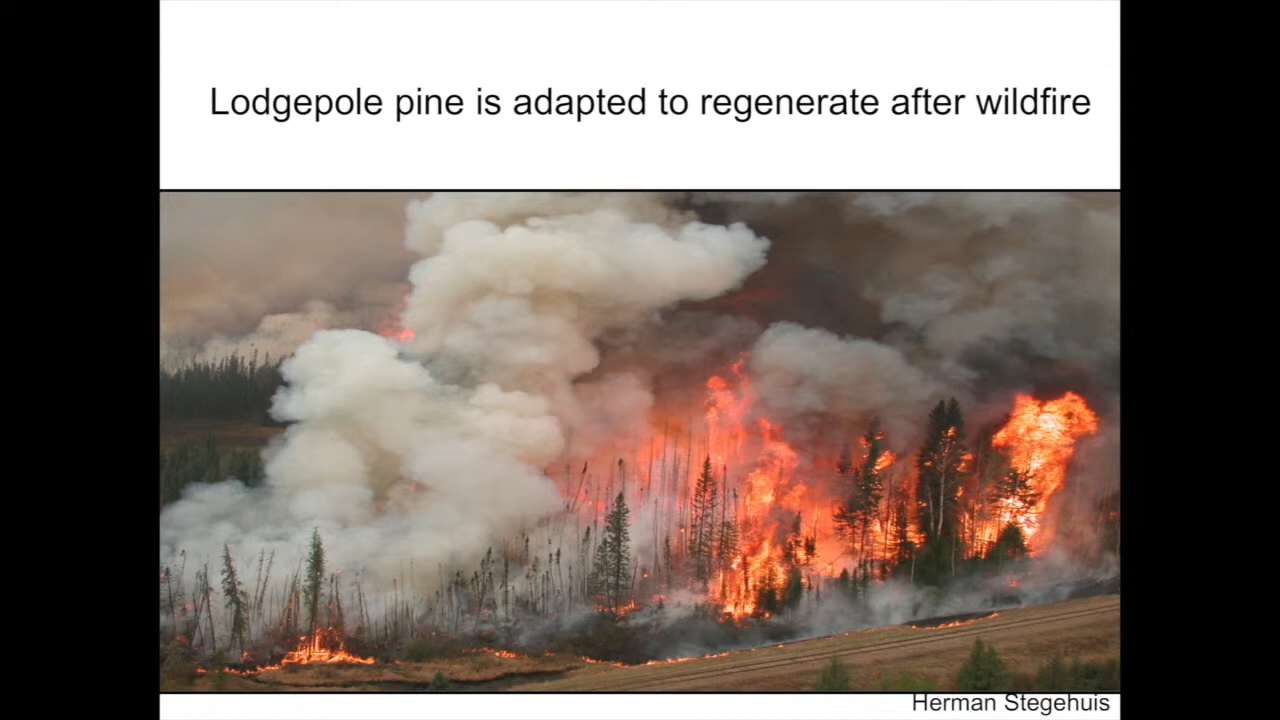 Lodgepole pine is adapted to regenerate after wildfire
Herman Stegehuis